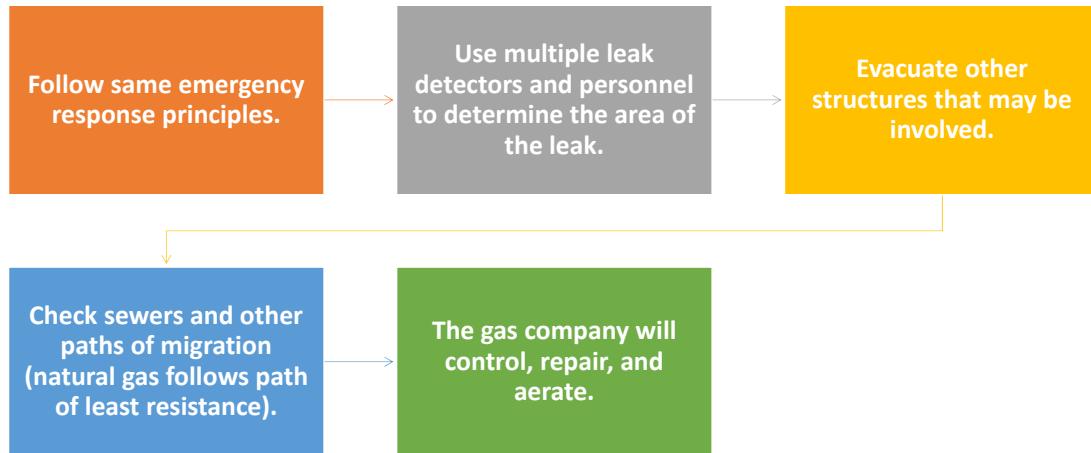 Follow same emergency
response principles.
Use multiple leak
detectors and personnel
to determine the area of
the leak.
Evacuate other
structures that may be
involved.
Check sewers and other
paths of migration
(natural gas follows path
of least resistance).
The gas company will
control, repair, and
aerate.